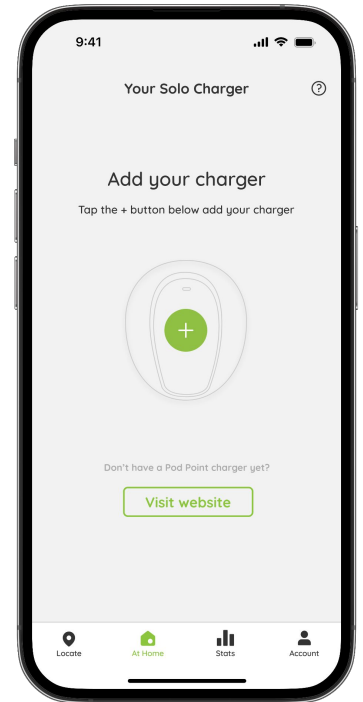 9:41
Your Solo Charger
?
Add your charger
Tap the + button below add your charger
+
Don't have a Pod Point charger yet?
Visit website
Locate At Home Stats Account